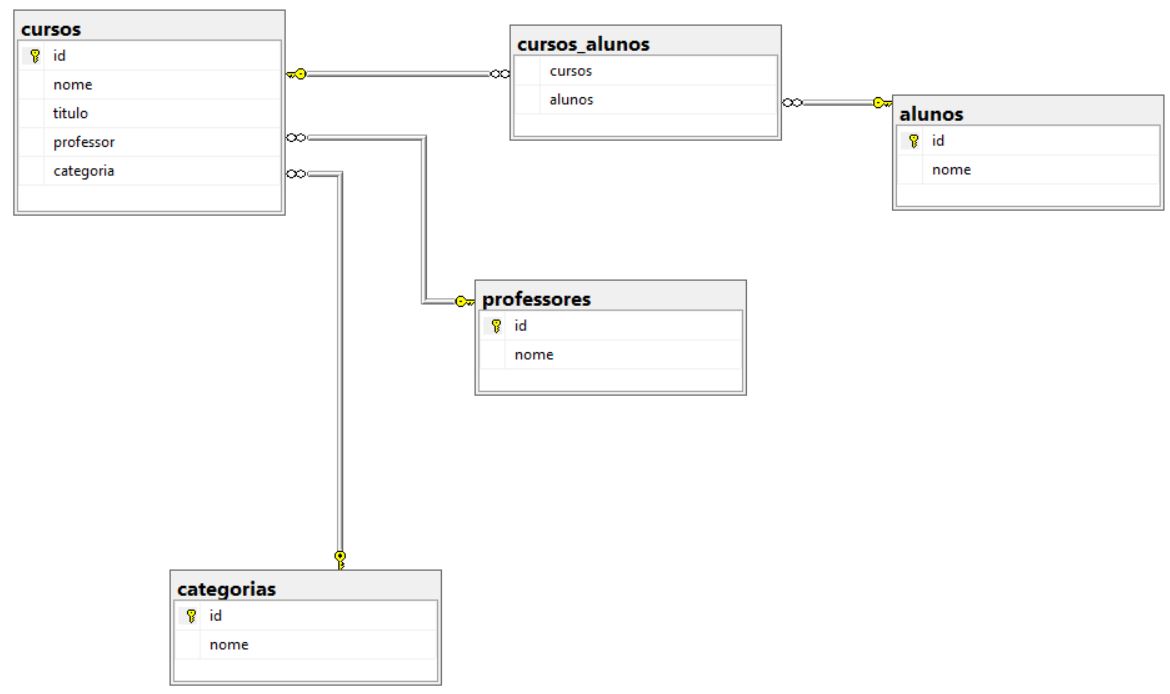 cursos
id
nome
titulo
professor
categoria
cursos_alunos
cursos
alunos
alunos
id
nome
professores
id
nome
categorias
id
nome